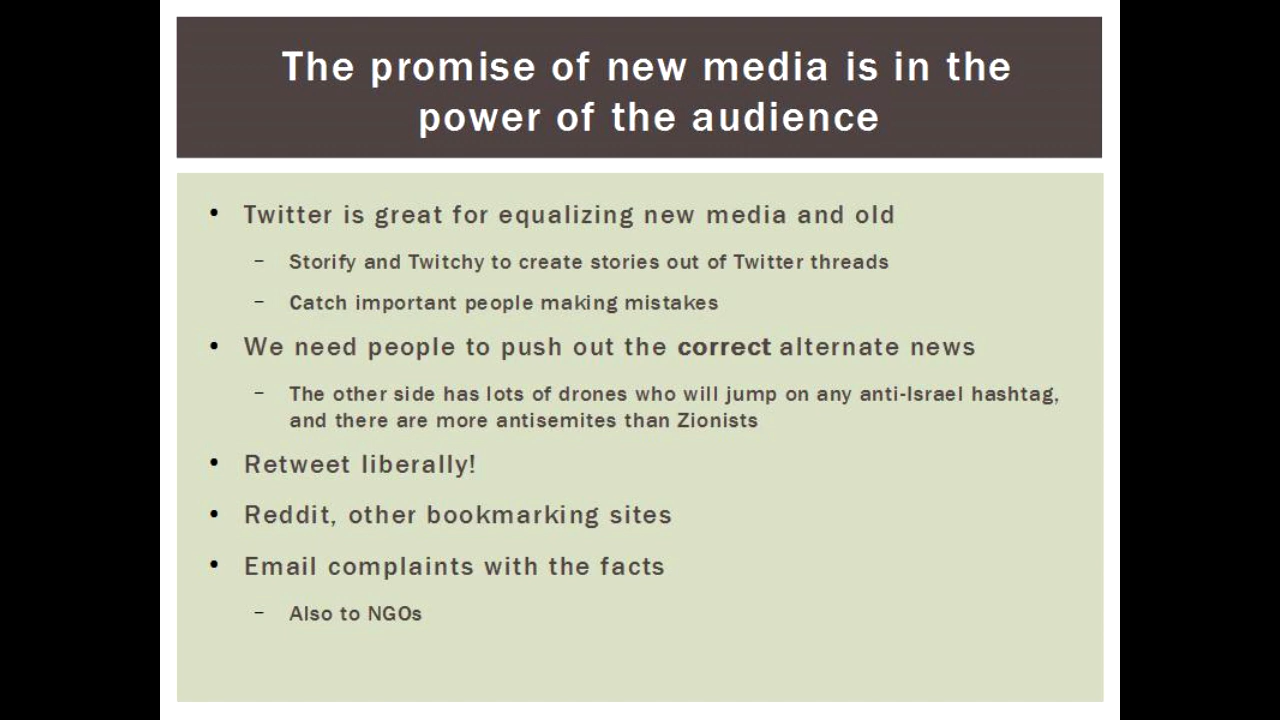 The promise of new media is in the
power of the audience
• Twitter is great for equalizing new media and old
– Storify and Twitchy to create stories out of Twitter threads
– Catch important people making mistakes
• We need people to push out the correct alternate news
– The other side has lots of drones who will jump on any anti-Israel hashtag,
and there are more antisemites than Zionists
• Retweet liberally!
• Reddit, other bookmarking sites
• Email complaints with the facts
– Also to NGOs